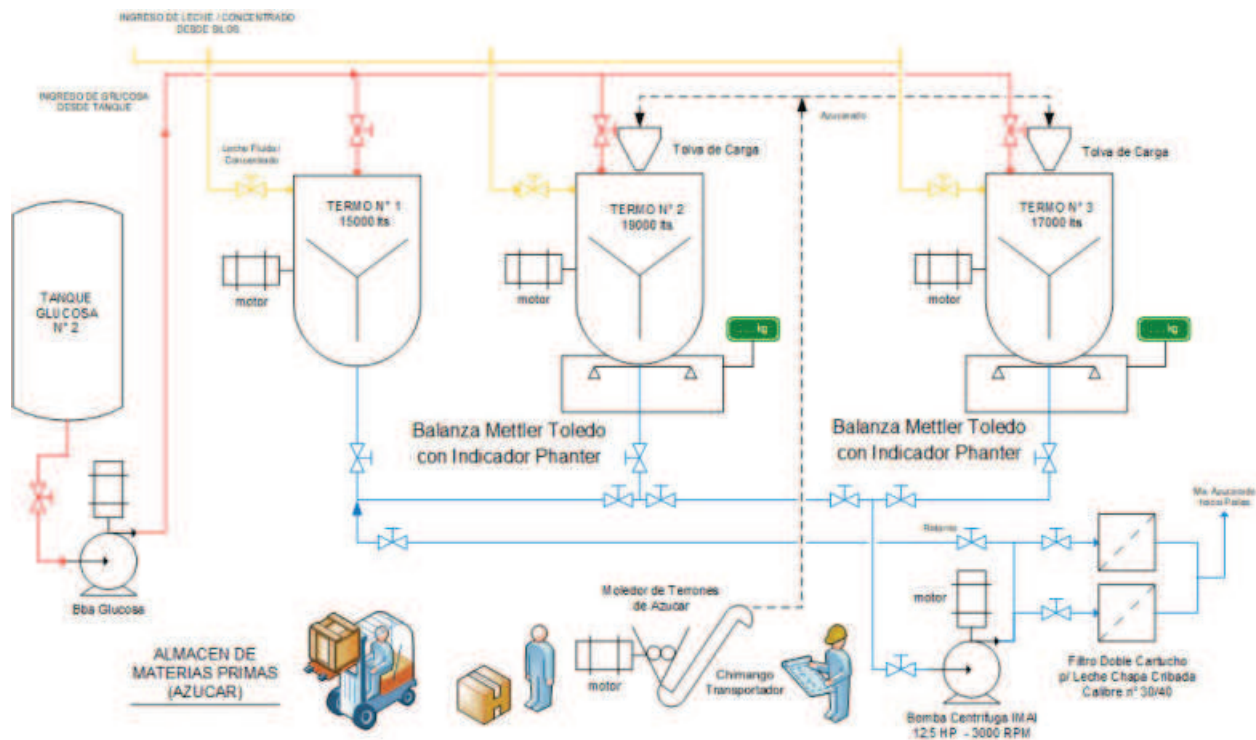 INGRESO DE LECHE / CONCENTRADO
DESDE SILOS
INGRESO DE GRUCOSA
DESDE TANQUE
Leche Fluida /
Concentrado
Azucarado
Tolva de Carga
Tolva de Carga
TERMO N° 1
15000 lts
TERMO N° 2
19000 lts
TERMO N° 3
17000 lts
motor
motor
motor
TANQUE
GLUCOSA
N° 2
....kg
....kg
Balanza Mettler Toledo
con Indicador Phanter
Balanza Mettler Toledo
con Indicador Phanter
Mix Azucarado
hacia Pailas
Retorno
Bba Glucosa
Moledor de Terrones
de Azucar
motor
motor
Chimango
Transportador
ALMACEN DE
MATERIAS PRIMAS
(AZUCAR)
Filtro Doble Cartucho
p/ Leche Chapa Cribada
Calibre n° 30/40
Bomba Centrifuga IMAI
12.5 HP - 3000 RPM